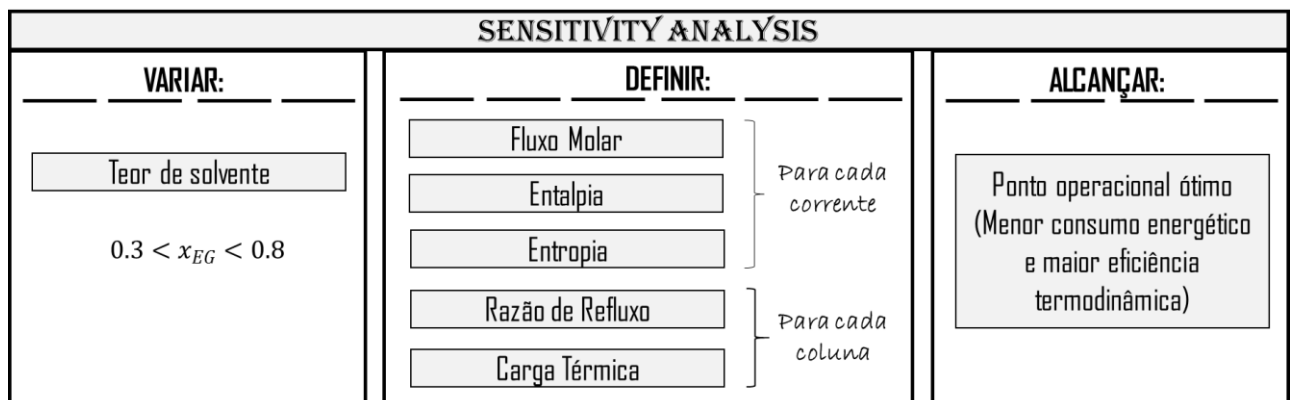 SENSITIVITY ANALYSIS
VARIAR:
Teor de solvente
0.3 < x_EG < 0.8
DEFINIR:
Fluxo Molar
Entalpia
Entropia
Para cada
corrente
Razão de Refluxo
Carga Térmica
Para cada
coluna
ALCANÇAR:
Ponto operacional ótimo
(Menor consumo energético
e maior eficiência
termodinâmica)